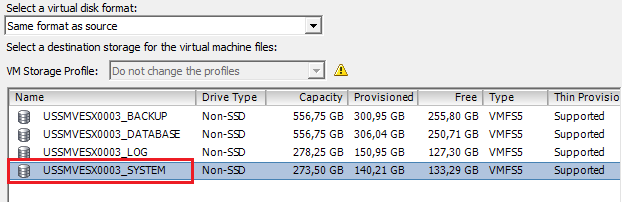 Select a virtual disk format:
Same format as source
Select a destination storage for the virtual machine files:
VM Storage Profile: Do not change the profiles
Name Drive Type Capacity Provisioned Free Type Thin Provisio
USSMVESX0003_BACKUP Non-SSD 556,75 GB 300,95 GB 255,80 GB VMFS5 Supported
USSMVESX0003_DATABASE Non-SSD 556,75 GB 306,04 GB 250,71 GB VMFS5 Supported
USSMVESX0003_LOG Non-SSD 278,25 GB 150,95 GB 127,30 GB VMFS5 Supported
USSMVESX0003_SYSTEM Non-SSD 273,50 GB 140,21 GB 133,29 GB VMFS5 Supported